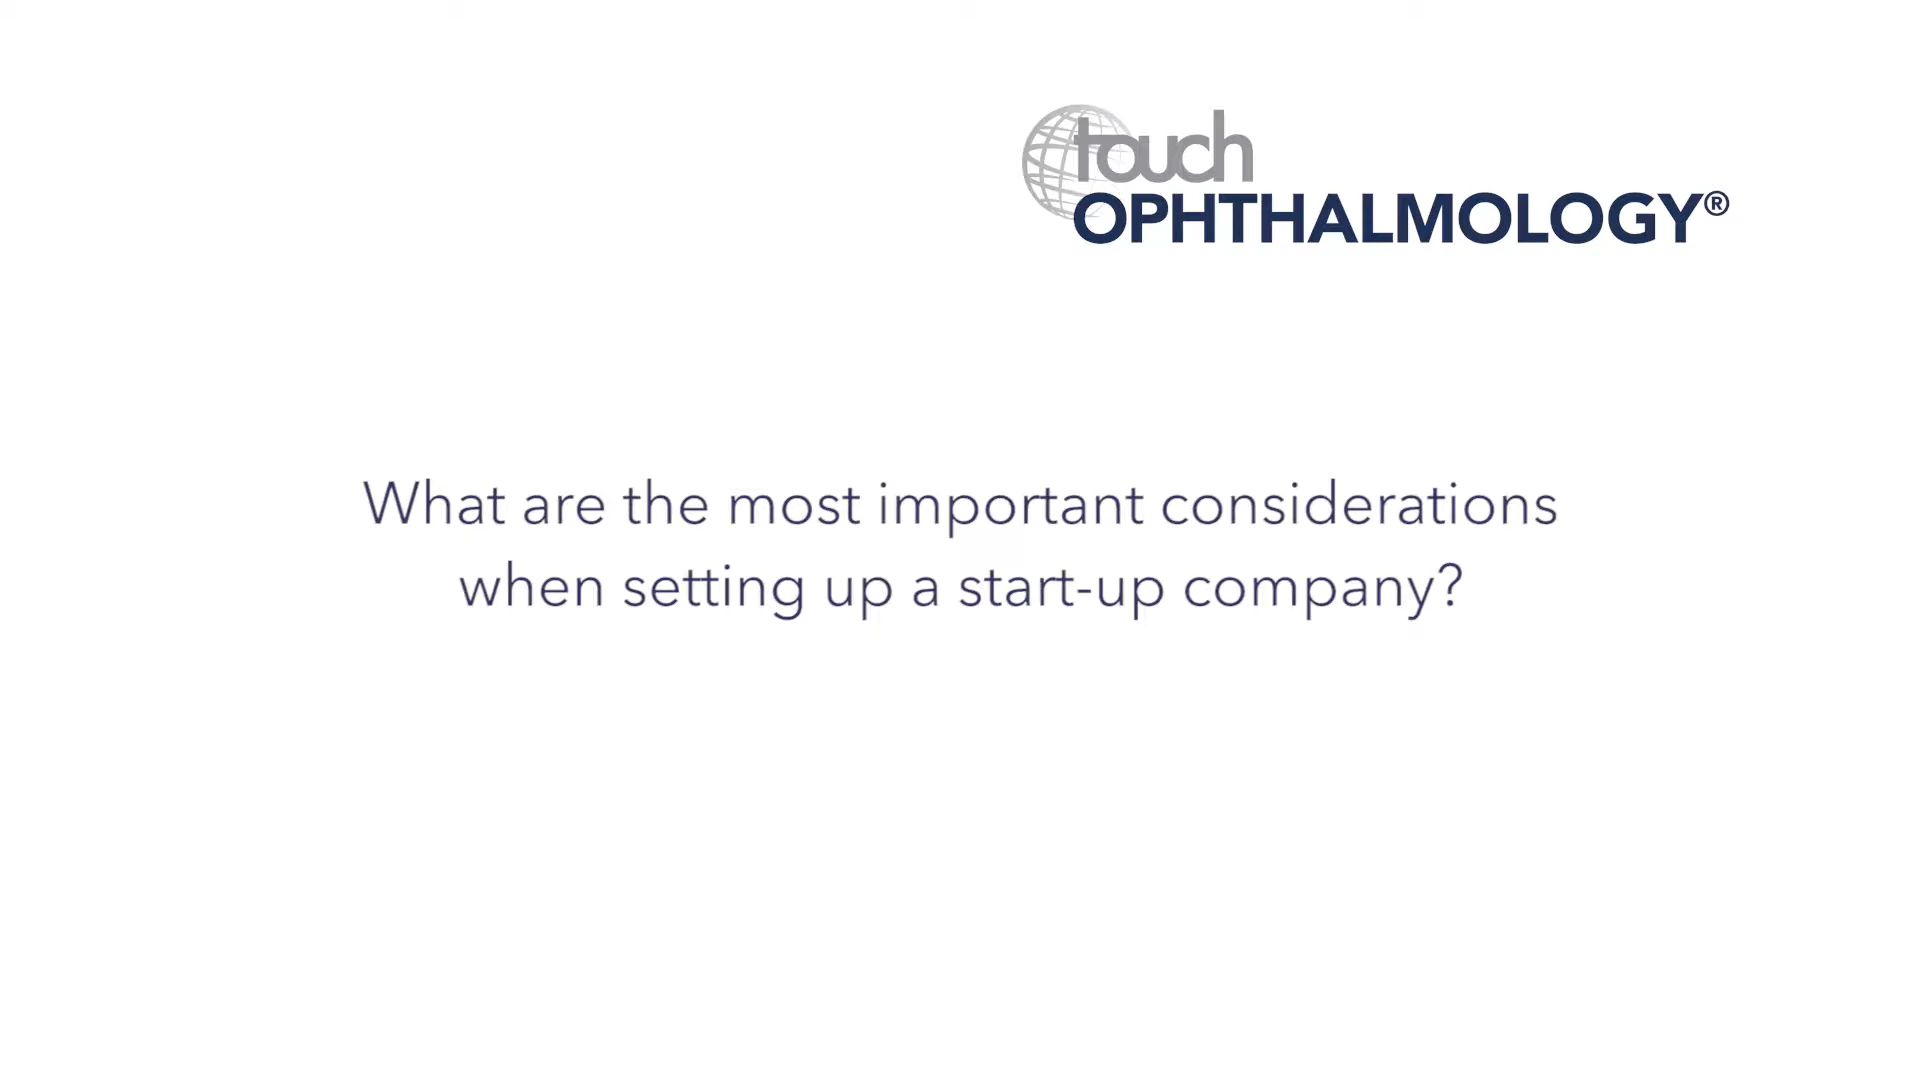 touch
OPHTHALMOLOGY®
What are the most important considerations
when setting up a start-up company?